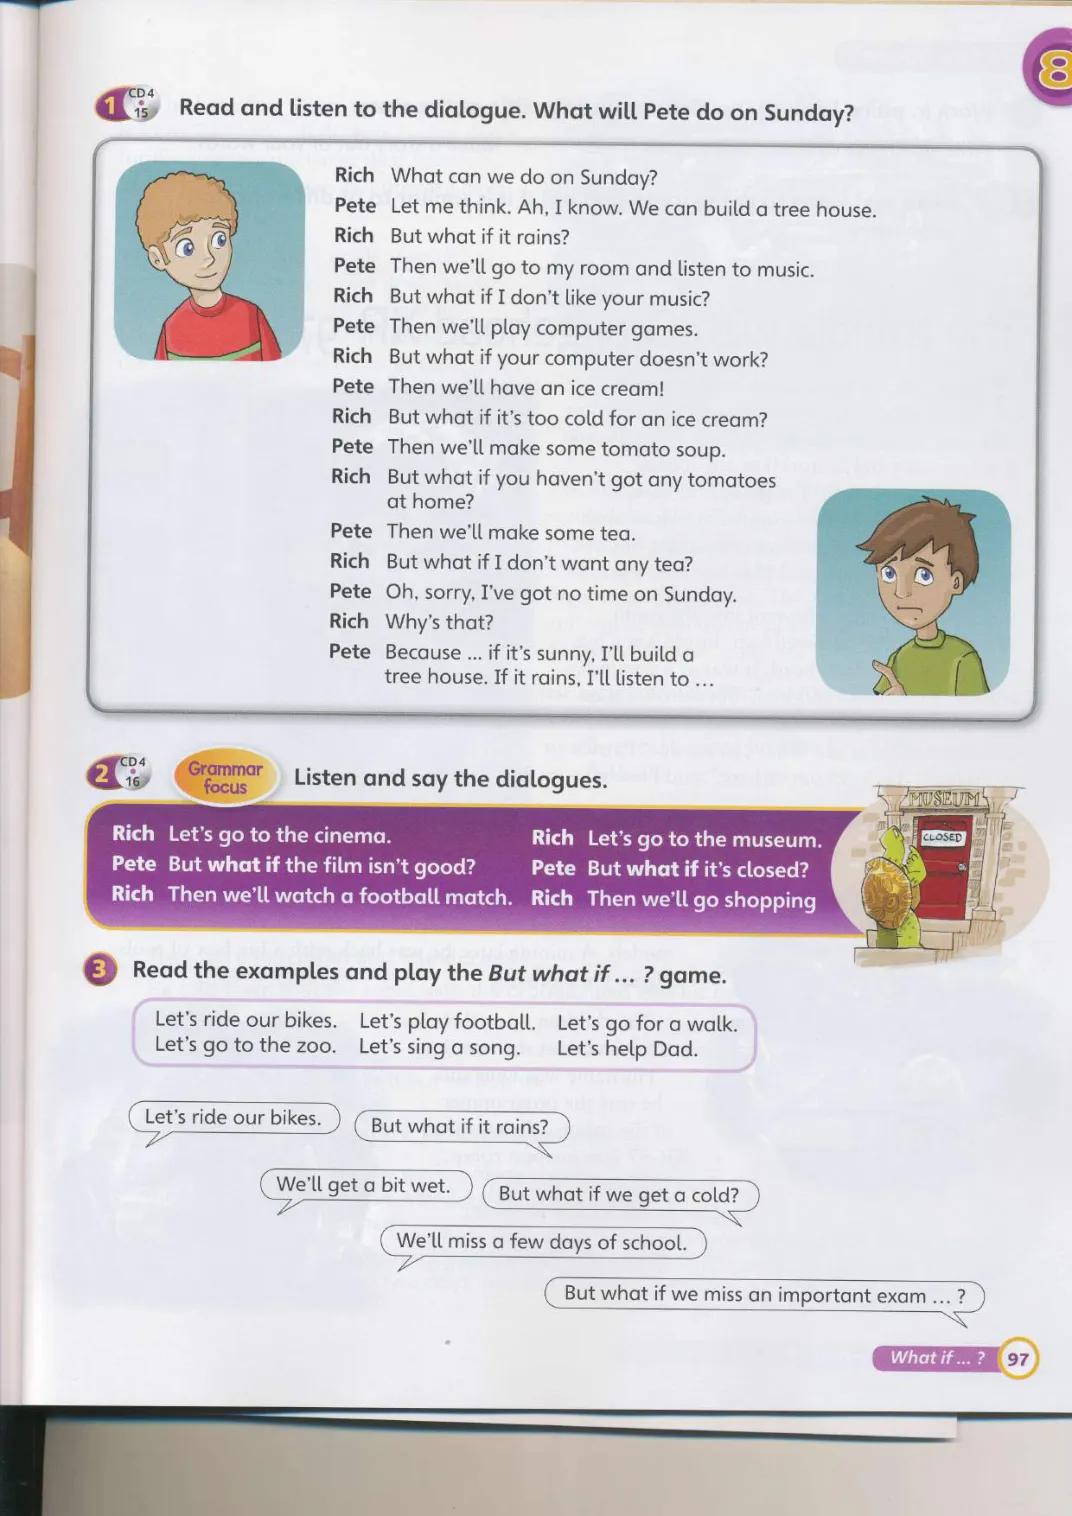 8
1 CD4 15 Read and listen to the dialogue. What will Pete do on Sunday?
Rich What can we do on Sunday?
Pete Let me think. Ah, I know. We can build a tree house.
Rich But what if it rains?
Pete Then we'll go to my room and listen to music.
Rich But what if I don't like your music?
Pete Then we'll play computer games.
Rich But what if your computer doesn't work?
Pete Then we'll have an ice cream!
Rich But what if it's too cold for an ice cream?
Pete Then we'll make some tomato soup.
Rich But what if you haven't got any tomatoes
at home?
Pete Then we'll make some tea.
Rich But what if I don't want any tea?
Pete Oh, sorry, I've got no time on Sunday.
Rich Why's that?
Pete Because ... if it's sunny, I'll build a
tree house. If it rains, I'll listen to ...
2 CD4 16 Grammar focus Listen and say the dialogues.
Rich Let's go to the cinema.
Pete But what if the film isn't good?
Rich Then we'll watch a football match.
Rich Let's go to the museum.
Pete But what if it's closed?
Rich Then we'll go shopping
MUSEUM
CLOSED
3 Read the examples and play the But what if ... ? game.
Let's ride our bikes. Let's play football. Let's go for a walk.
Let's go to the zoo. Let's sing a song. Let's help Dad.
Let's ride our bikes.
But what if it rains?
We'll get a bit wet.
But what if we get a cold?
We'll miss a few days of school.
But what if we miss an important exam ... ?
What if ... ? 97